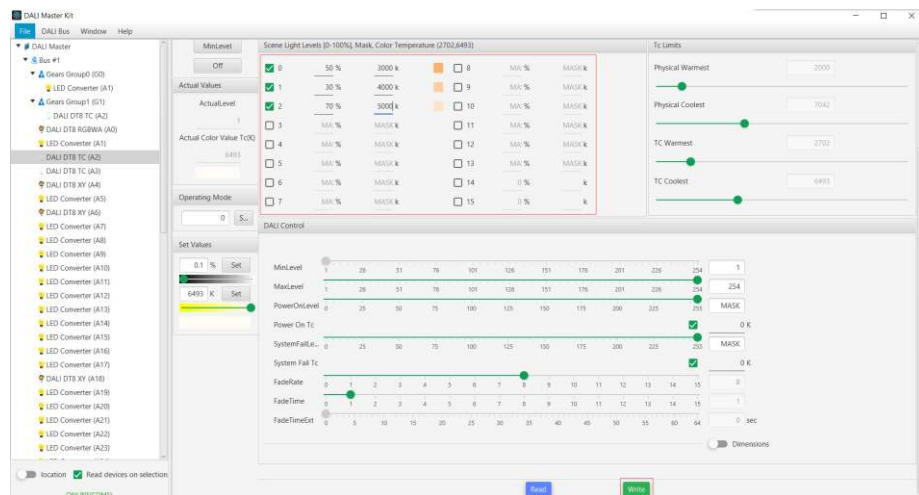 DALI Master Kit
File DALI Bus Window Help
DALI Master
Bus #1
Gears Group0 (G0)
LED Converter (A1)
Gears Group1 (G1)
DALI DT8 TC (A2)
DALI DT8 RGBWA (A0)
LED Converter (A1)
DALI DT8 TC (A2)
DALI DT8 TC (A3)
DALI DT8 XY (A4)
LED Converter (A5)
DALI DT8 XY (A6)
LED Converter (A7)
LED Converter (A8)
LED Converter (A9)
LED Converter (A10)
LED Converter (A11)
LED Converter (A12)
LED Converter (A13)
LED Converter (A14)
LED Converter (A15)
LED Converter (A16)
LED Converter (A17)
DALI DT8 XY (A18)
LED Converter (A19)
LED Converter (A20)
LED Converter (A21)
LED Converter (A22)
LED Converter (A23)
location Read devices on selection
MinLevel
Off
Actual Values
ActualLevel
1
Actual Color Value Tc(K)
6493
Operating Mode
0 S...
Set Values
0.1 % Set
6493 K Set
Scene Light Levels [0-100%], Mask, Color Temperature (2702,6493)
0 50 % 3000 k 8 MA: % MASK k
1 30 % 4000 k 9 MA: % MASK k
2 70 % 5000 k 10 MA: % MASK k
3 MA: % MASK k 11 MA: % MASK k
4 MA: % MASK k 12 MA: % MASK k
5 MA: % MASK k 13 MA: % MASK k
6 MA: % MASK k 14 0 % k
7 MA: % MASK k 15 0 % k
Tc Limits
Physical Warmest 2000
Physical Coolest 7042
TC Warmest 2702
TC Coolest 6493
DALI Control
MinLevel 1 26 51 76 101 126 151 176 201 226 254 1
MaxLevel 1 26 51 76 101 126 151 176 201 226 254 254
PowerOnLevel 0 25 50 75 100 125 150 175 200 225 255 MASK
Power On Tc 0 K
SystemFailLe... 0 25 50 75 100 125 150 175 200 225 255 MASK
System Fail Tc 0 K
FadeRate 0 1 2 3 4 5 6 7 8 9 10 11 12 13 14 15 8
FadeTime 0 1 2 3 4 5 6 7 8 9 10 11 12 13 14 15 1
FadeTimeExt 0 5 10 15 20 25 30 35 40 45 50 55 60 64 0 sec
Dimensions
Read Write